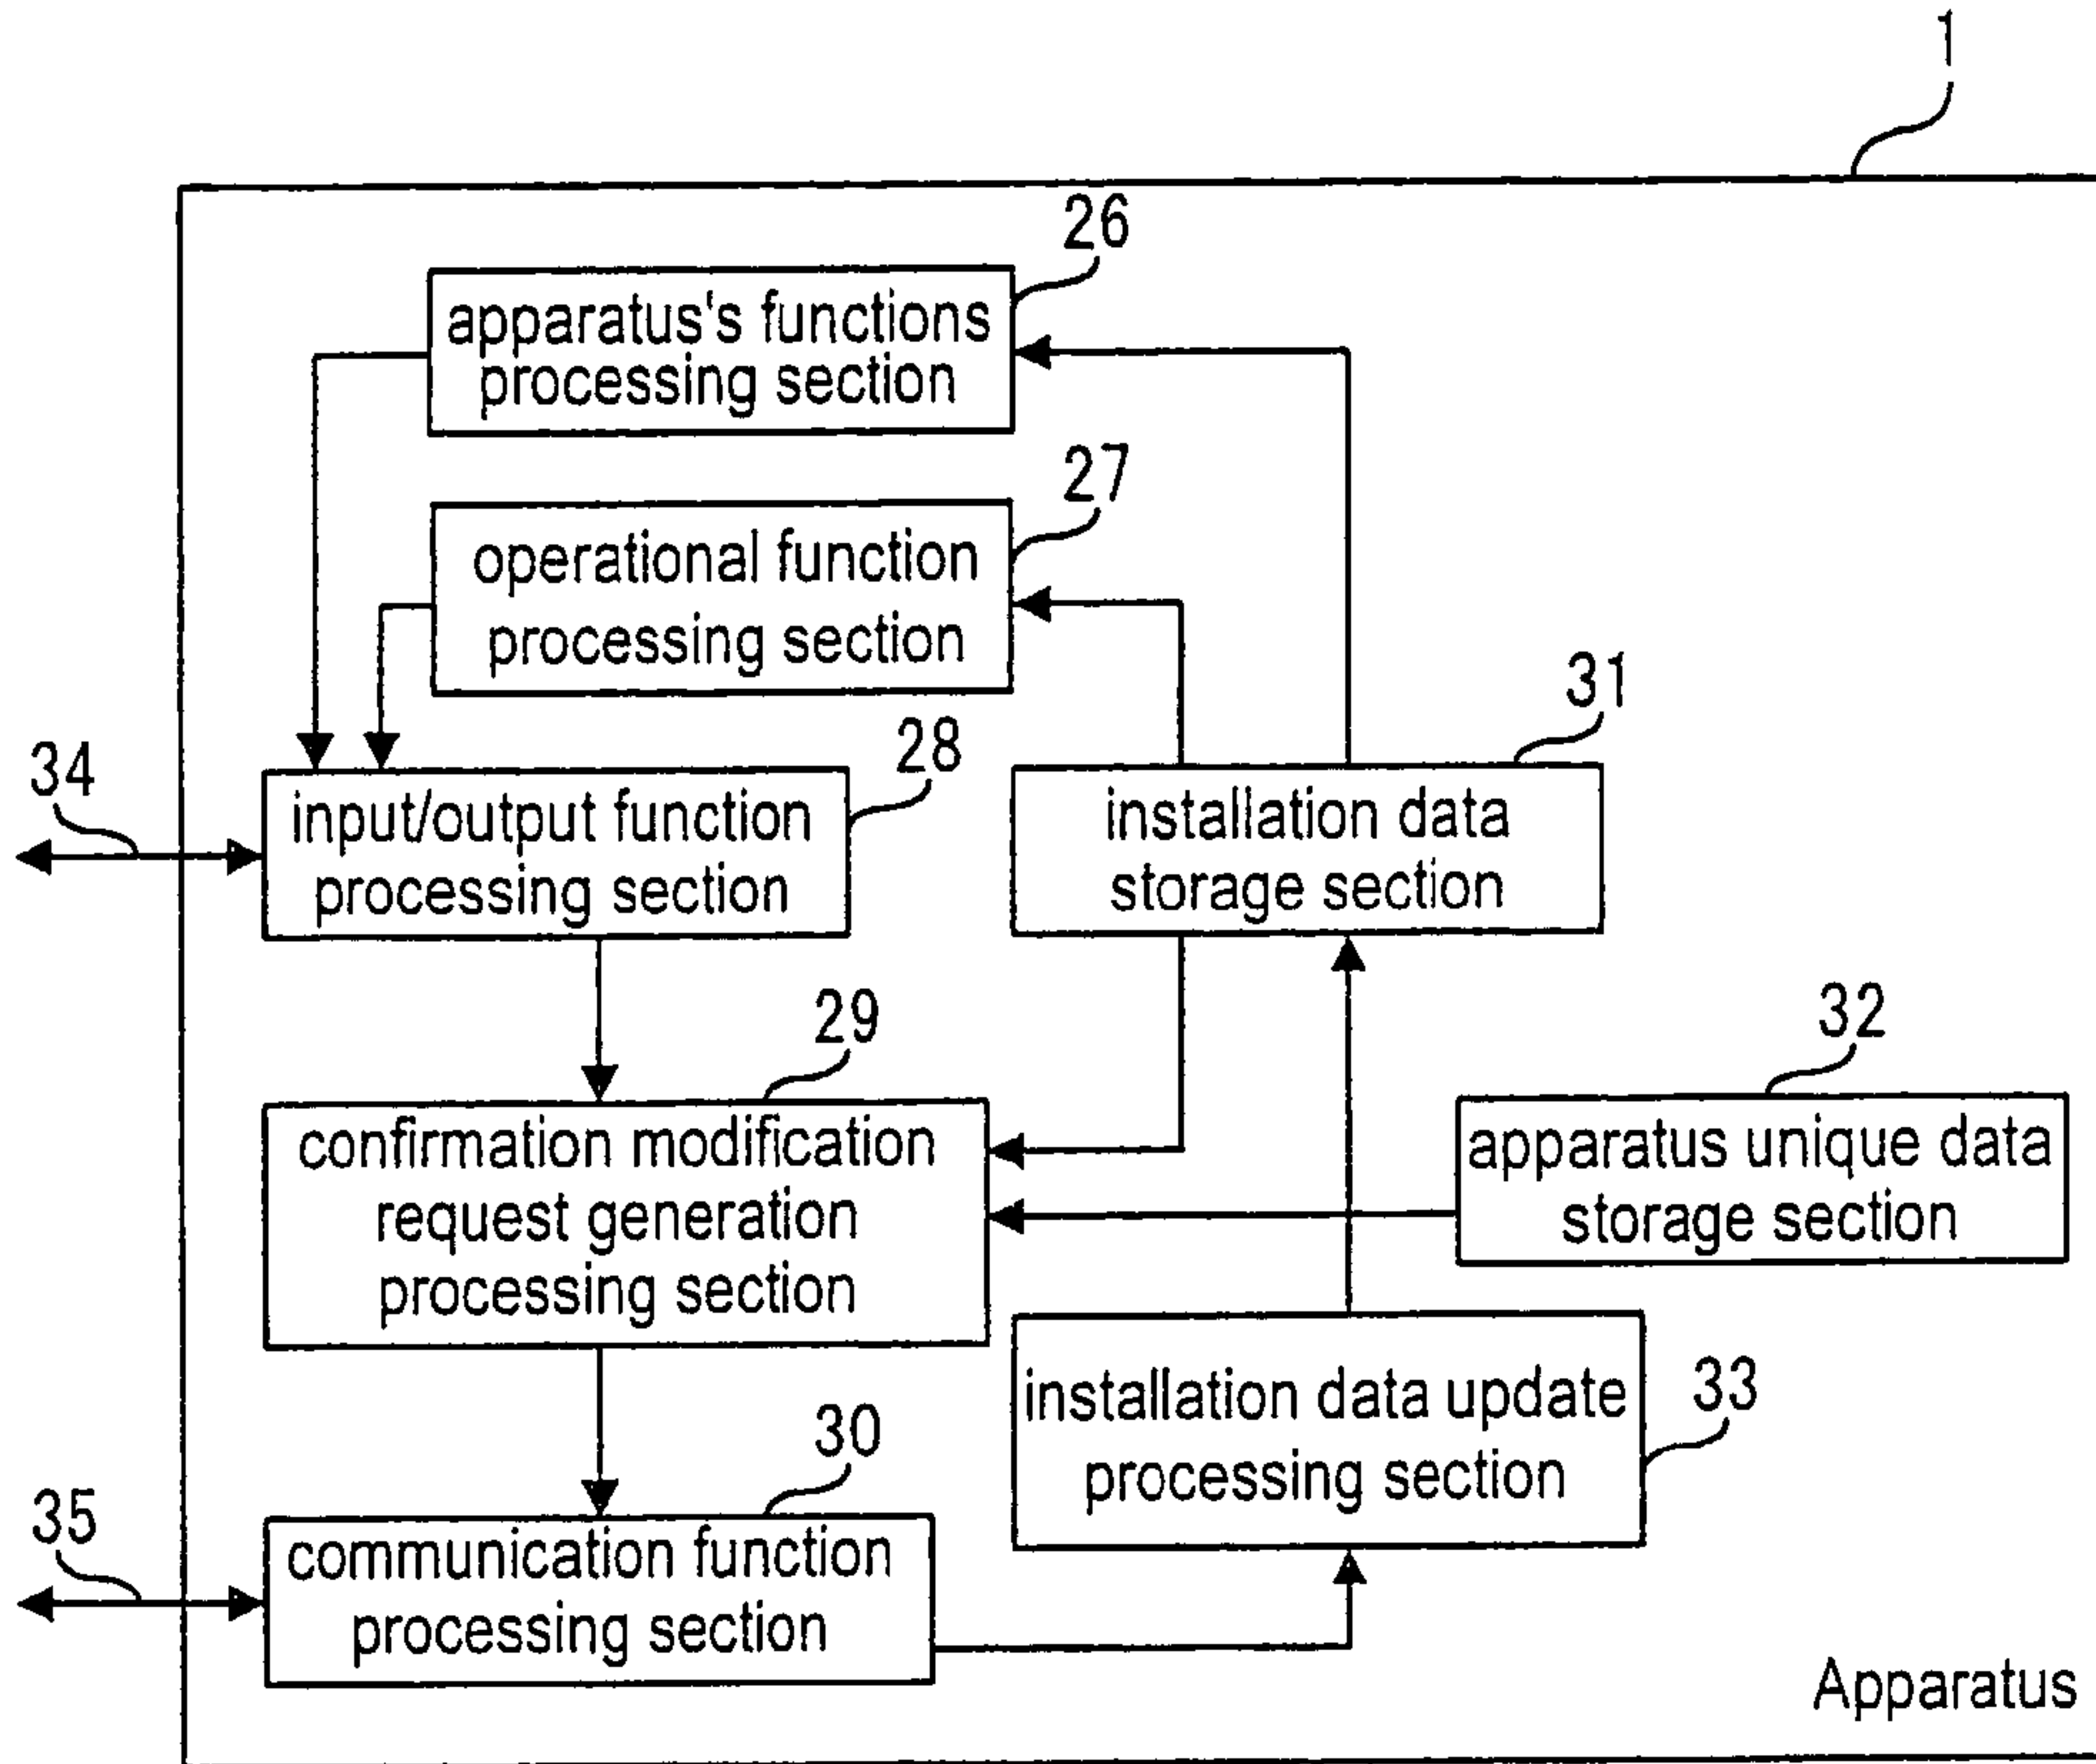 1
26
apparatus's functions
processing section
27
operational function
processing section
31
34
28
input/output function
processing section
installation data
storage section
29
32
confirmation modification
request generation
processing section
apparatus unique data
storage section
33
installation data update
processing section
30
35
communication function
processing section
Apparatus